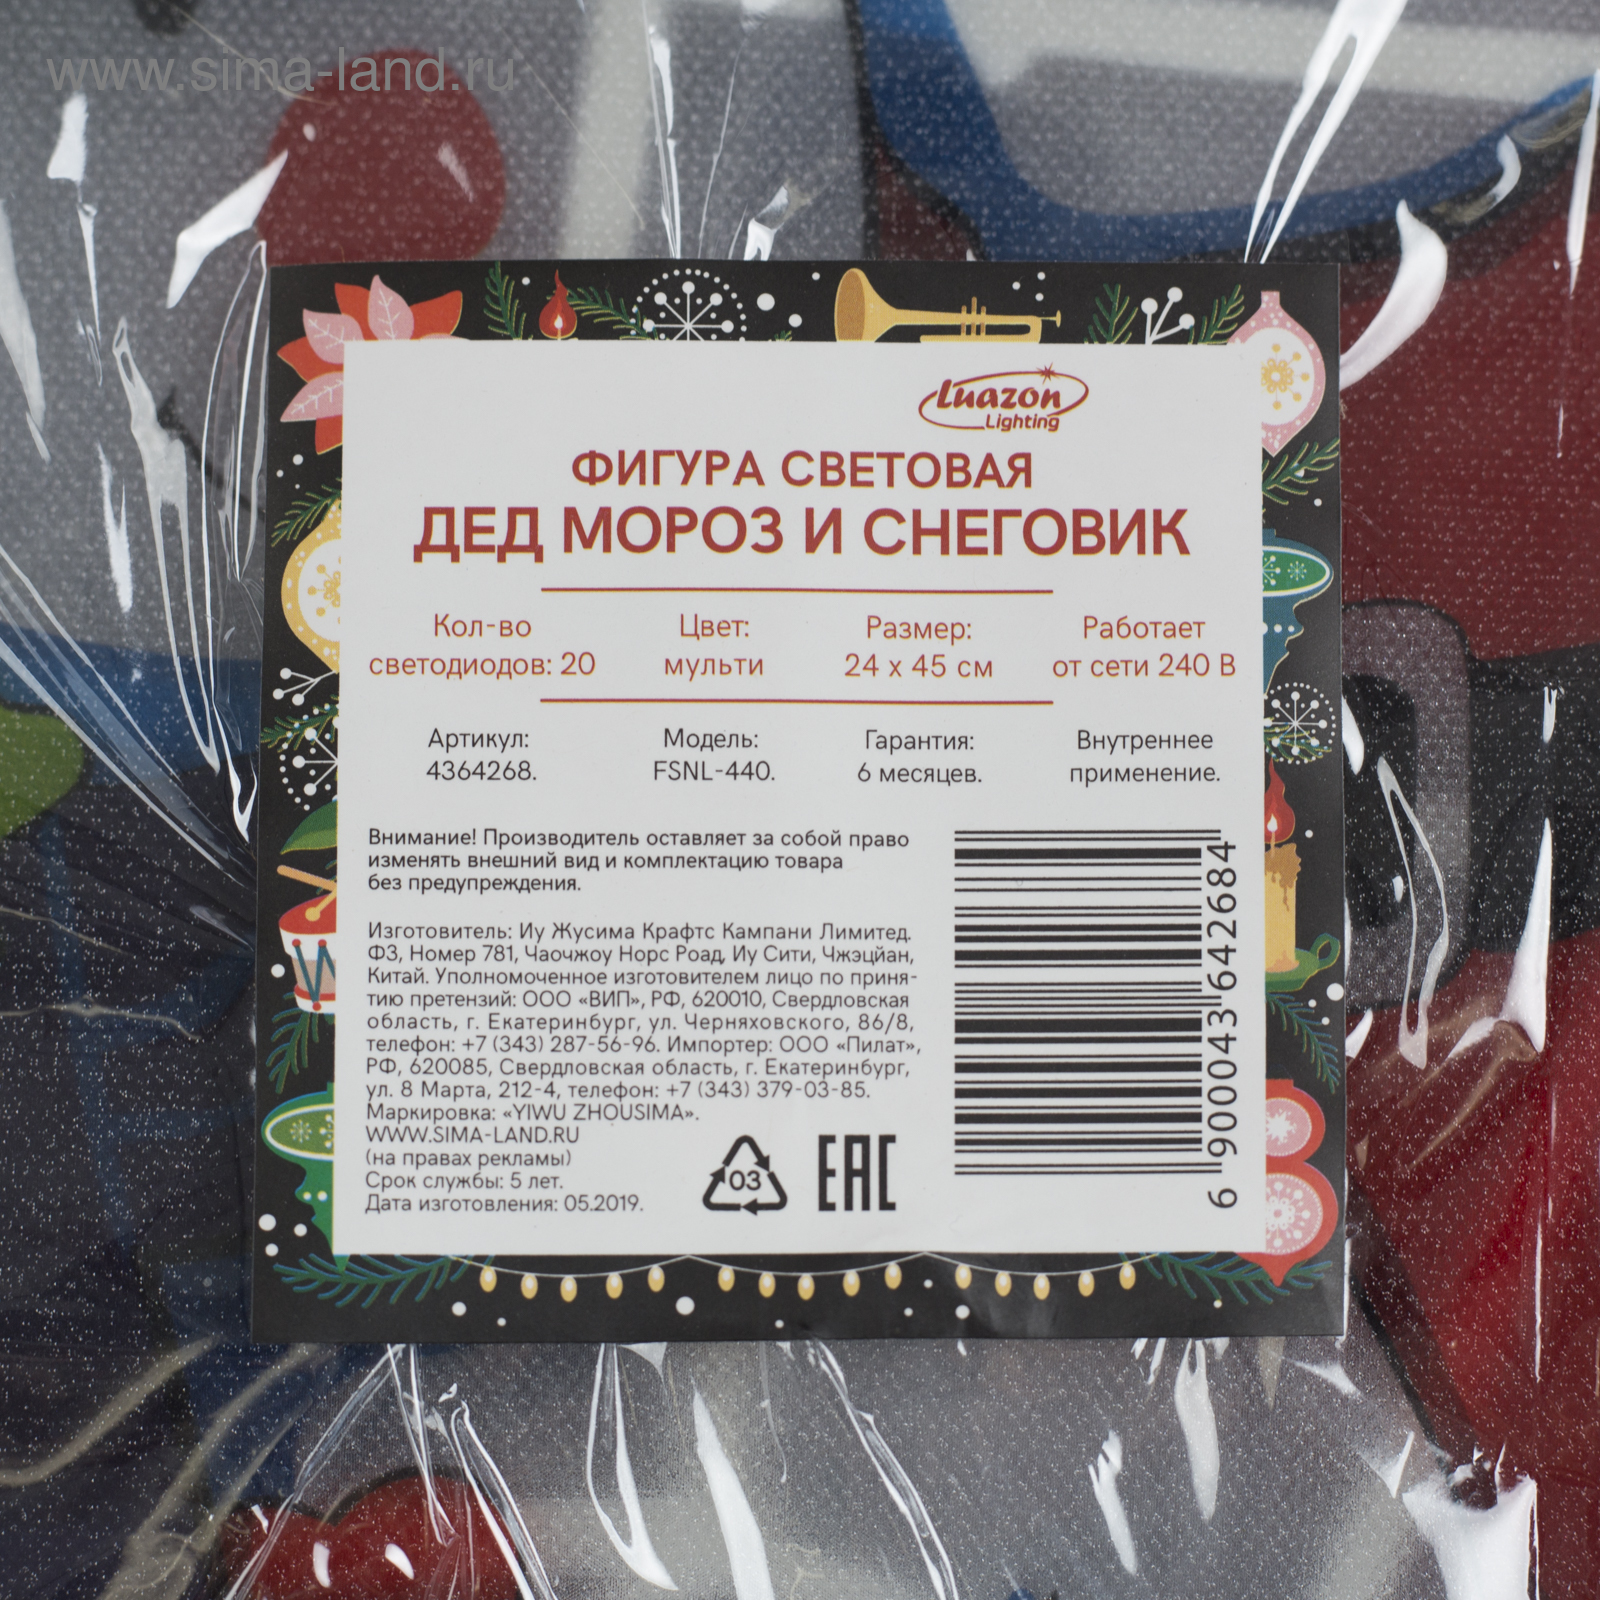 www.sima-land.ru
Luazon
Lighting
ФИГУРА СВЕТОВАЯ
ДЕД МОРОЗ И СНЕГОВИК
Кол-во
светодиодов: 20
Цвет:
мульти
Размер:
24 x 45 см
Работает
от сети 240 В
Артикул:
4364268.
Модель:
FSNL-440.
Гарантия:
6 месяцев.
Внутреннее
применение.
Внимание! Производитель оставляет за собой право
изменять внешний вид и комплектацию товара
без предупреждения.
Изготовитель: Иу Жусима Крафтс Кампани Лимитед.
Ф3, Номер 781, Чаочжоу Норс Роад, Иу Сити, Чжэцйан,
Китай. Уполномоченное изготовителем лицо по приня-
тию претензий: ООО «ВИП», РФ, 620010, Свердловская
область, г. Екатеринбург, ул. Черняховского, 86/8,
телефон: +7 (343) 287-56-96. Импортер: ООО «Пилат»,
РФ, 620085, Свердловская область, г. Екатеринбург,
ул. 8 Марта, 212-4, телефон: +7 (343) 379-03-85.
Маркировка: «YIWU ZHOUSIMA».
WWW.SIMA-LAND.RU
(на правах рекламы)
Срок службы: 5 лет.
Дата изготовления: 05.2019.
03
EAC
6 900043 642684